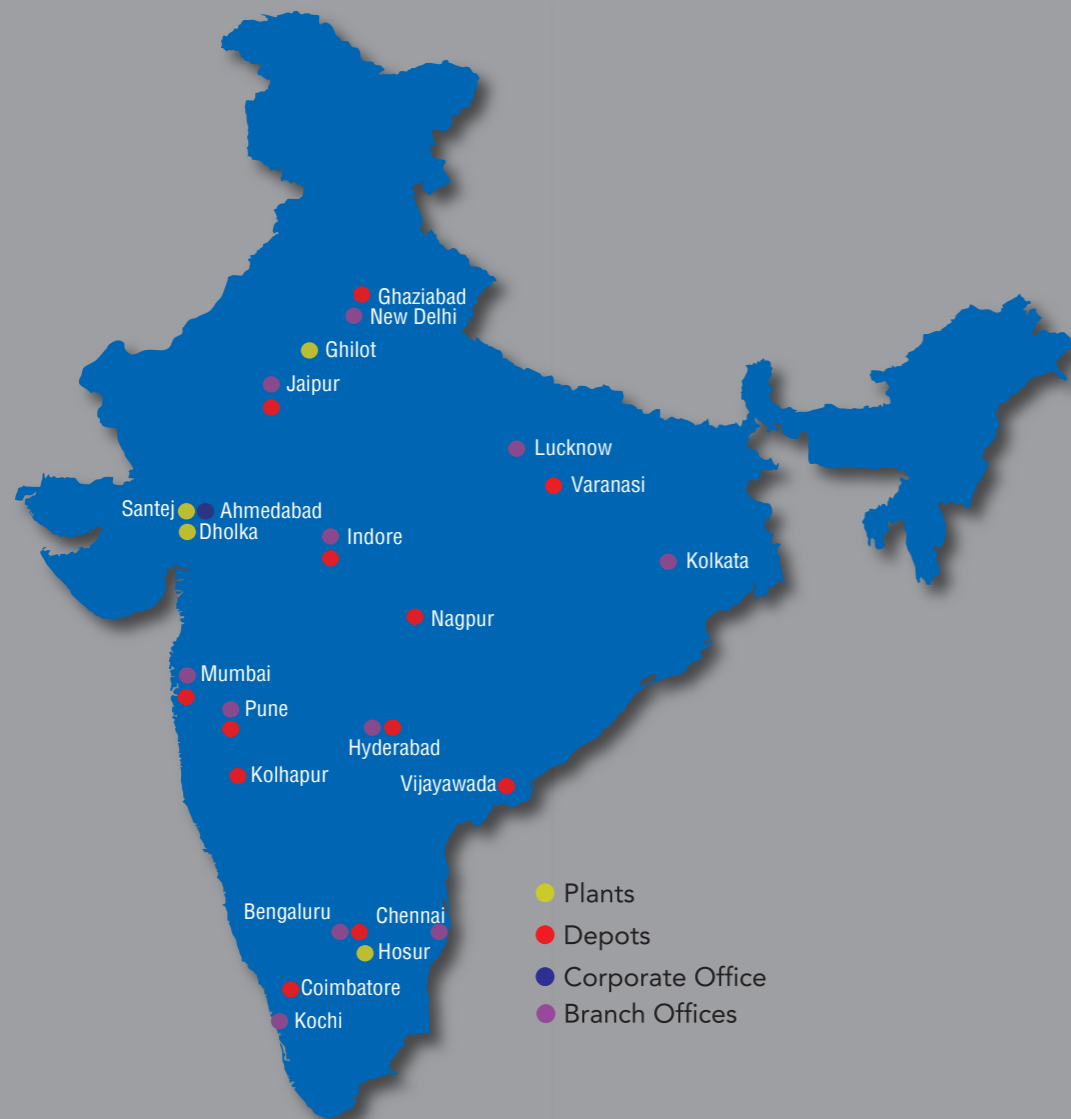 Ghaziabad
New Delhi
Ghilot
Jaipur
Lucknow
Varanasi
Santej
Ahmedabad
Dholka
Indore
Kolkata
Nagpur
Mumbai
Pune
Hyderabad
Kolhapur
Vijayawada
Plants
Bengaluru
Chennai
Depots
Hosur
Corporate Office
Coimbatore
Branch Offices
Kochi